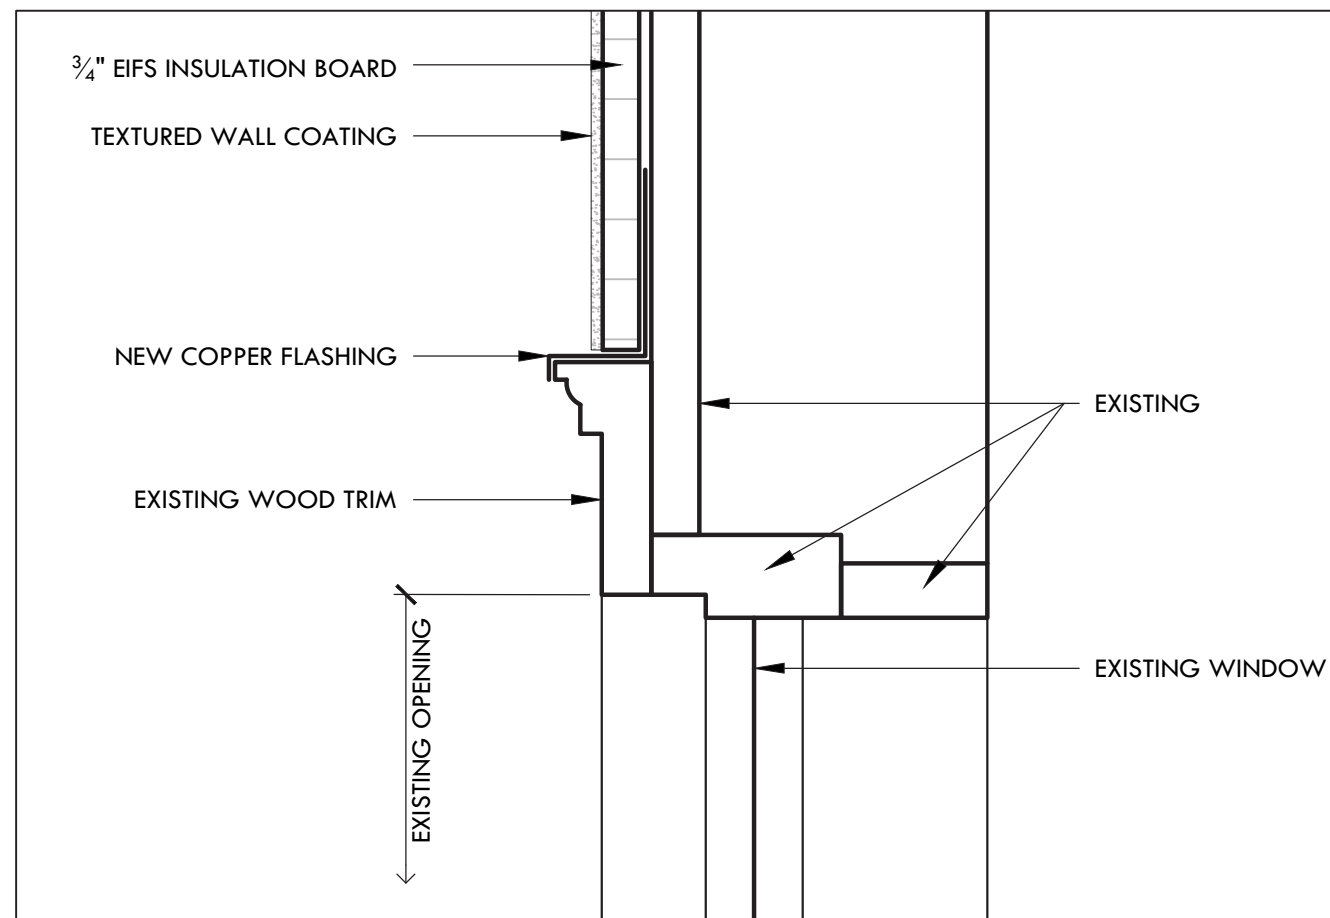 ¾" EIFS INSULATION BOARD
TEXTURED WALL COATING
NEW COPPER FLASHING
EXISTING
EXISTING WOOD TRIM
EXISTING OPENING
EXISTING WINDOW